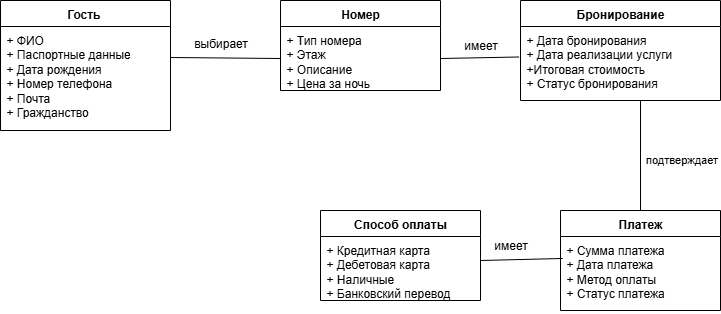 Гость
+ ФИО
+ Паспортные данные
+ Дата рождения
+ Номер телефона
+ Почта
+ Гражданство
выбирает
Номер
+ Тип номера
+ Этаж
+ Описание
+ Цена за ночь
имеет
Бронирование
+ Дата бронирования
+ Дата реализации услуги
+Итоговая стоимость
+ Статус бронирования
подтверждает
Способ оплаты
+ Кредитная карта
+ Дебетовая карта
+ Наличные
+ Банковский перевод
имеет
Платеж
+ Сумма платежа
+ Дата платежа
+ Метод оплаты
+ Статус платежа